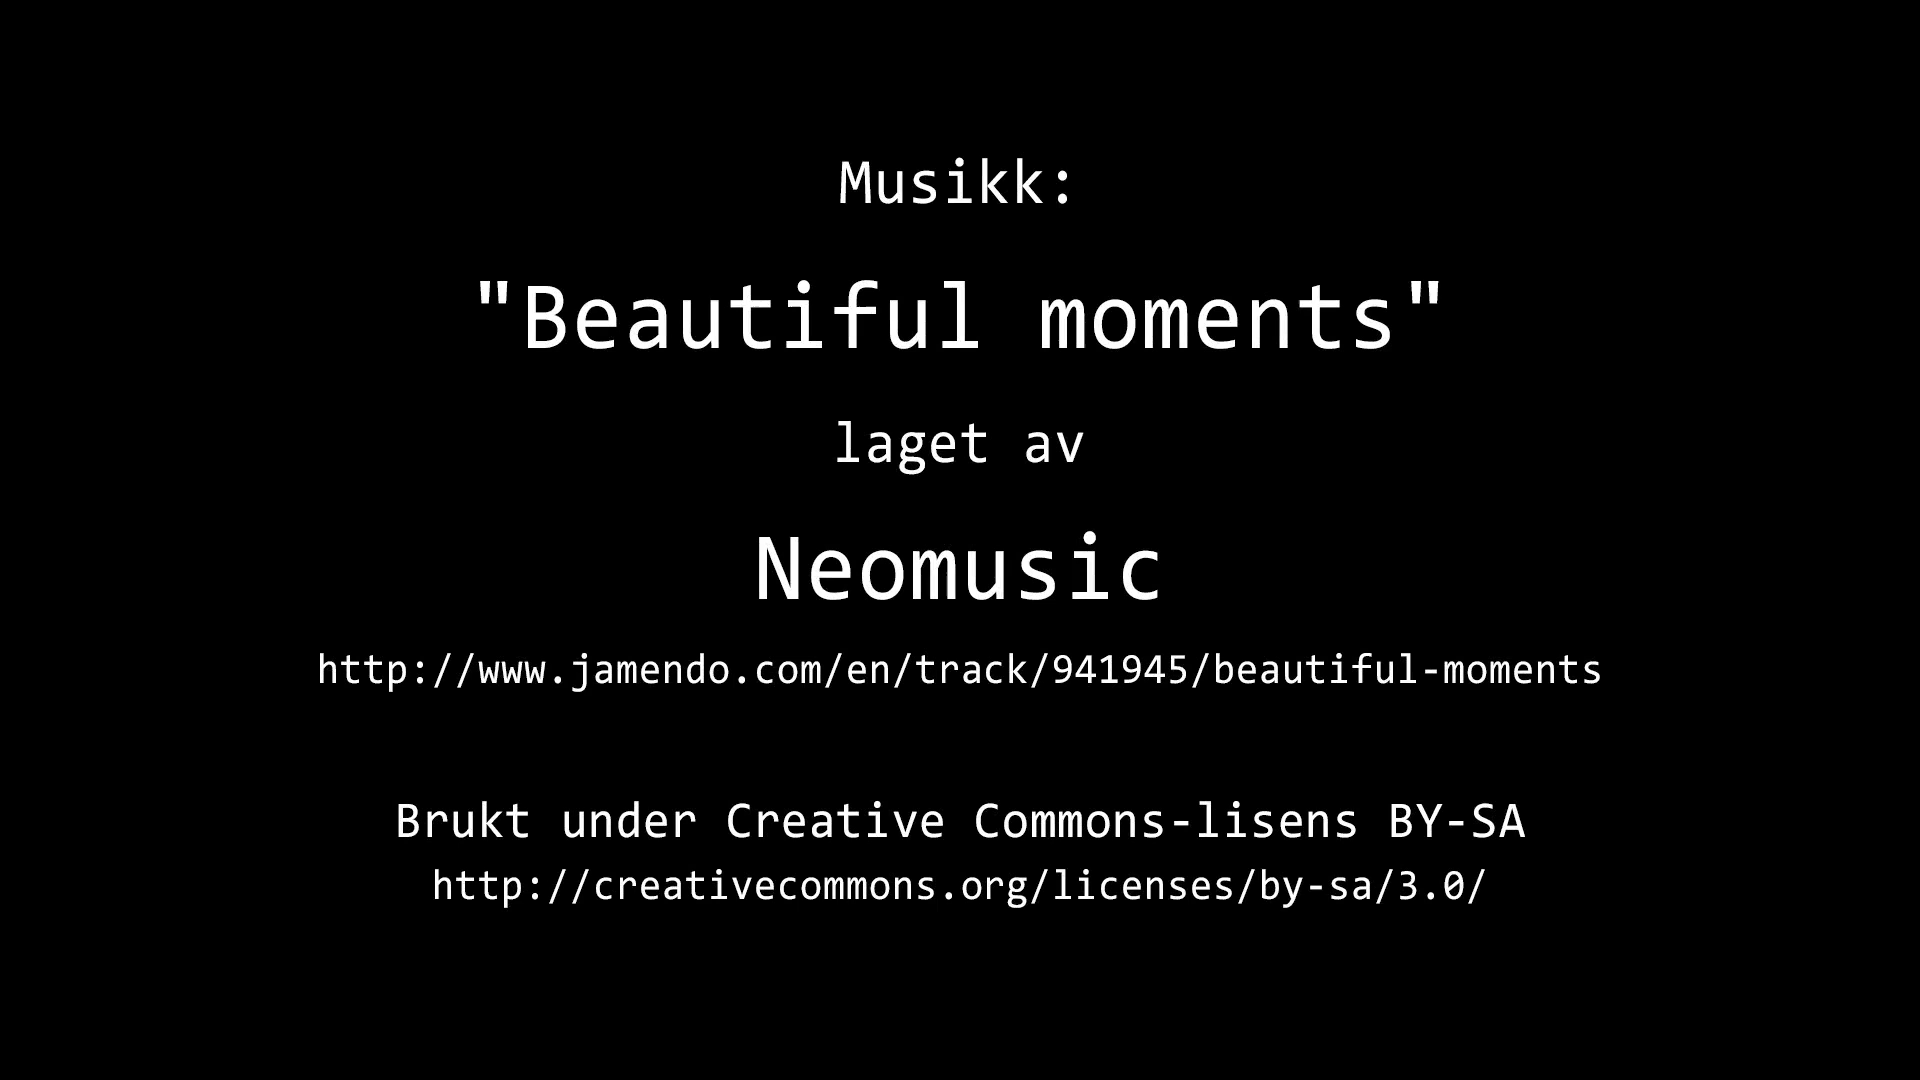 Musikk:
"Beautiful moments"
laget av
Neomusic
http://www.jamendo.com/en/track/941945/beautiful-moments
Brukt under Creative Commons-lisens BY-SA
http://creativecommons.org/licenses/by-sa/3.0/